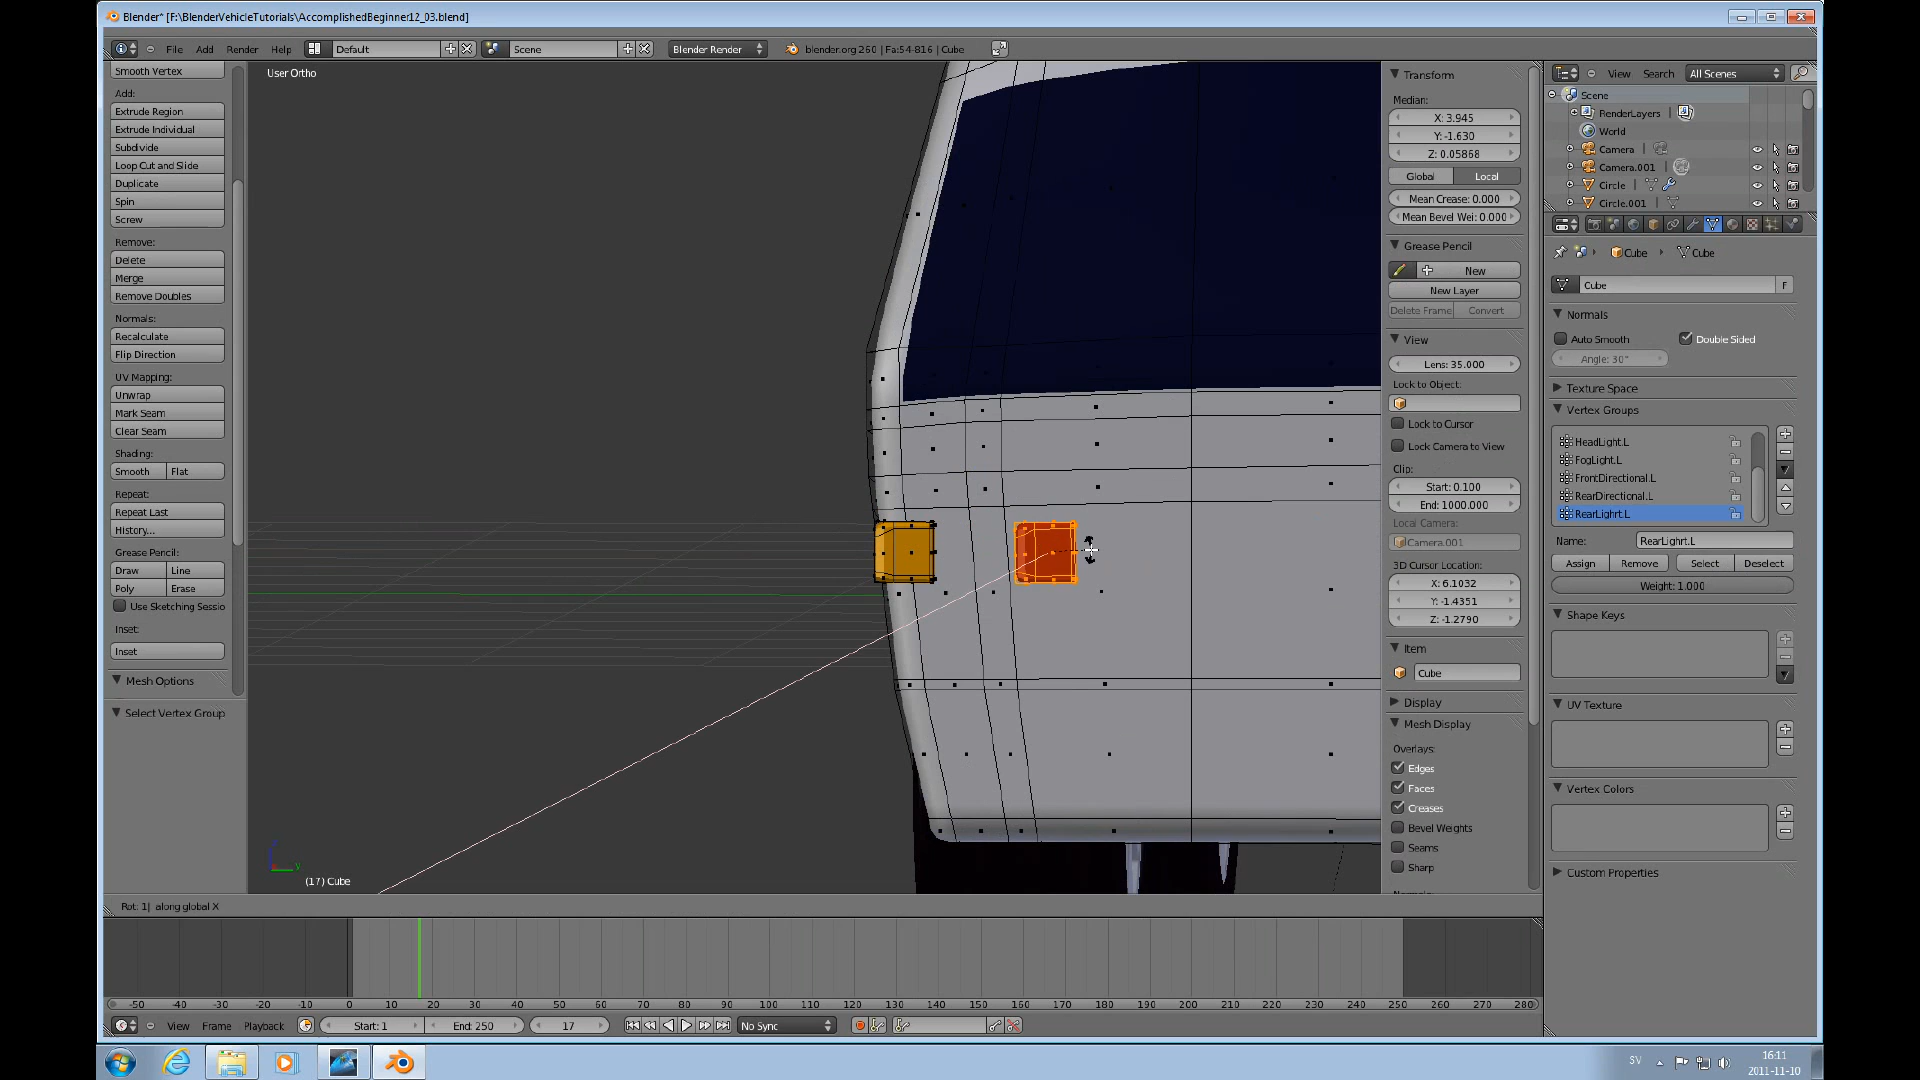 Blender* [F:\BlenderVehicleTutorials\AccomplishedBeginner12_03.blend]
File Add Render Help Default Scene Blender Render blender.org 260 | Fa:54-816 | Cube
Smooth Vertex
Add:
Extrude Region
Extrude Individual
Subdivide
Loop Cut and Slide
Duplicate
Spin
Screw
Remove:
Delete
Merge
Remove Doubles
Normals:
Recalculate
Flip Direction
UV Mapping:
Unwrap
Mark Seam
Clear Seam
Shading:
Smooth Flat
Repeat:
Repeat Last
History...
Grease Pencil:
Draw Line
Poly Erase
Use Sketching Sessio
Inset:
Inset
Mesh Options
Select Vertex Group
User Ortho
z
y
(17) Cube
Rot: 1| along global X
Transform
Median:
X: 3.945
Y: -1.630
Z: 0.05868
Global Local
Mean Crease: 0.000
Mean Bevel Wei: 0.000
Grease Pencil
New
New Layer
Delete Frame Convert
View
Lens: 35.000
Lock to Object:
Lock to Cursor
Lock Camera to View
Clip:
Start: 0.100
End: 1000.000
Local Camera:
Camera.001
3D Cursor Location:
X: 6.1032
Y: -1.4351
Z: -1.2790
Item
Cube
Display
Mesh Display
Overlays:
Edges
Faces
Creases
Bevel Weights
Seams
Sharp
View Search All Scenes
Scene
RenderLayers
World
Camera
Camera.001
Circle
Circle.001
Cube Cube
Cube F
Normals
Auto Smooth Double Sided
Angle: 30°
Texture Space
Vertex Groups
HeadLight.L
FogLight.L
FrontDirectional.L
RearDirectional.L
RearLighrt.L
Name: RearLighrt.L
Assign Remove Select Deselect
Weight: 1.000
Shape Keys
UV Texture
Vertex Colors
Custom Properties
-50 -40 -30 -20 -10 0 10 20 30 40 50 60 70 80 90 100 110 120 130 140 150 160 170 180 190 200 210 220 230 240 250 260 270 280
View Frame Playback Start: 1 End: 250 17 No Sync
SV 16:11
2011-11-10